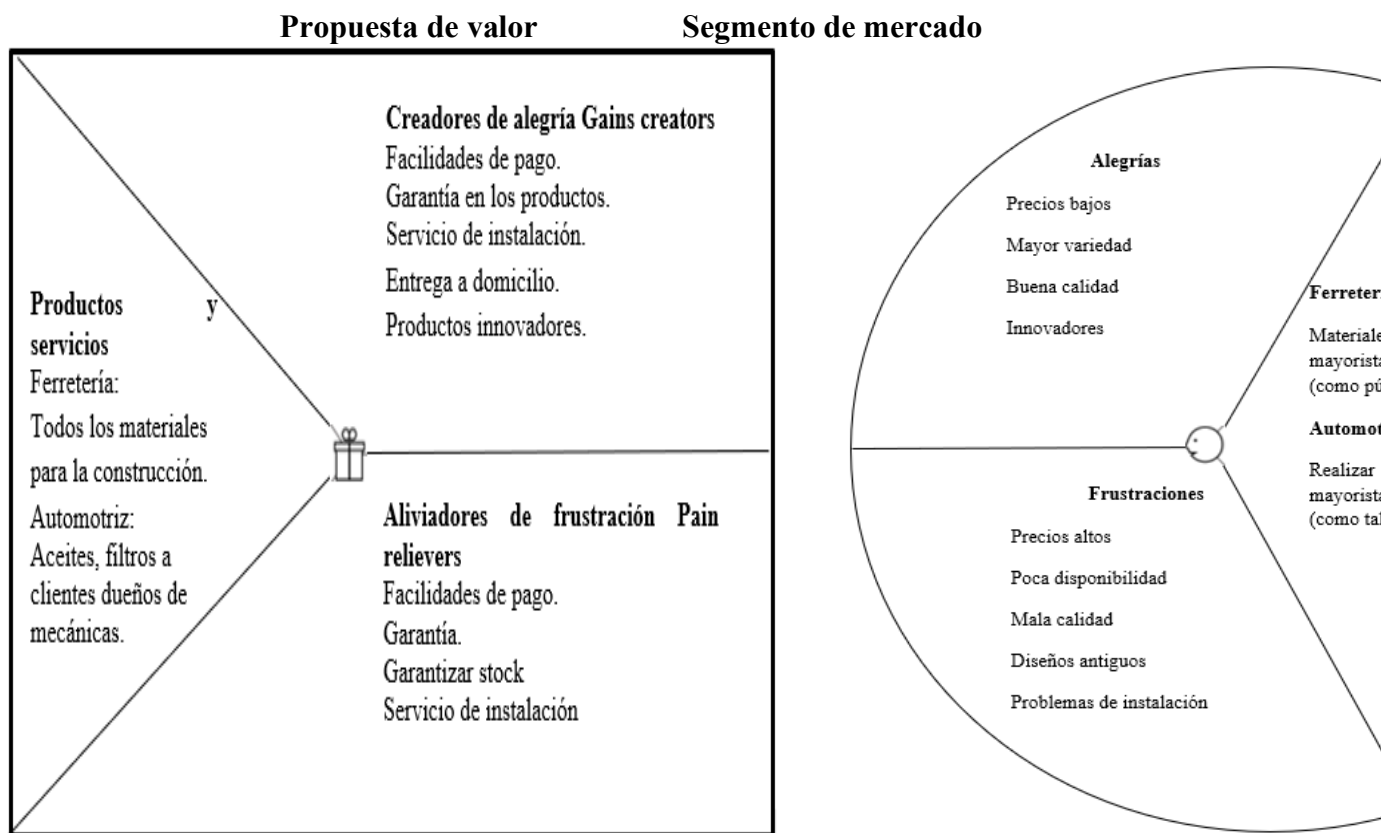 Propuesta de valor
Segmento de mercado
Creadores de alegría Gains creators
Facilidades de pago.
Garantía en los productos.
Servicio de instalación.
Entrega a domicilio.
Productos innovadores.
Productos y
servicios
Ferretería:
Todos los materiales
para la construcción.
Automotriz:
Aceites, filtros a
clientes dueños de
mecánicas.
Aliviadores de frustración Pain
relievers
Facilidades de pago.
Garantía.
Garantizar stock
Servicio de instalación
Alegrías
Precios bajos
Mayor variedad
Buena calidad
Innovadores
Frustraciones
Precios altos
Poca disponibilidad
Mala calidad
Diseños antiguos
Problemas de instalación
Realizar
(como
(como